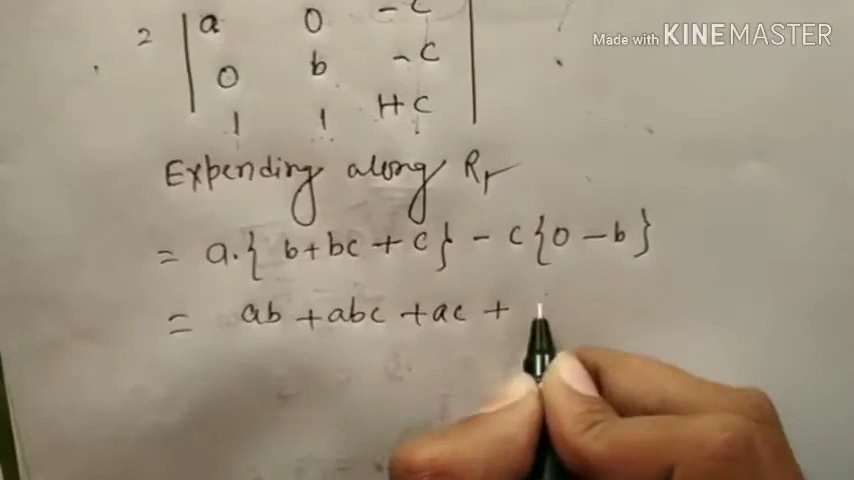 Made with KINEMASTER
2 | a 0 - c |
0 b - c
1 1 1+c
Expending along R₁
= a.{ b+bc + c} - c{0 - b}
= ab + abc + ac +